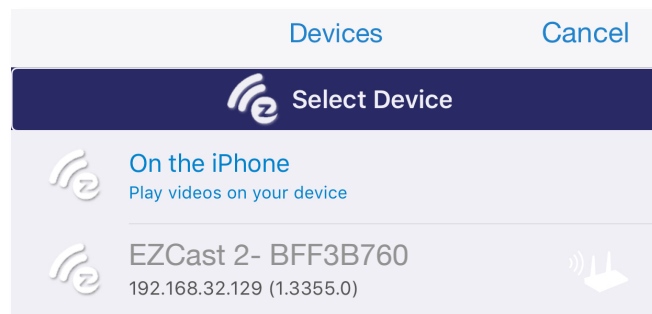 Devices Cancel
Select Device
On the iPhone
Play videos on your device
EZCast 2- BFF3B760
192.168.32.129 (1.3355.0)